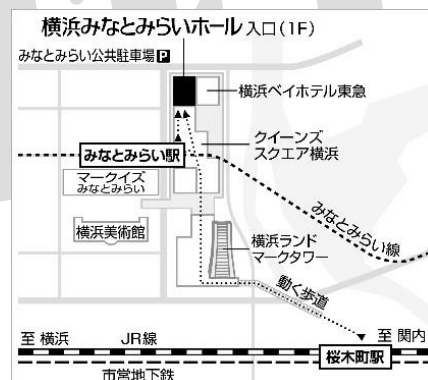 横浜みなとみらいホール 入口(1F)
みなとみらい公共駐車場 P
横浜ベイホテル東急
クイーンズ
スクエア横浜
みなとみらい駅
マークイズ
みなとみらい
みなとみらい線
横浜美術館
横浜ランド
マークタワー
動く歩道
至 横浜
JR線
至 関内
桜木町駅
市営地下鉄